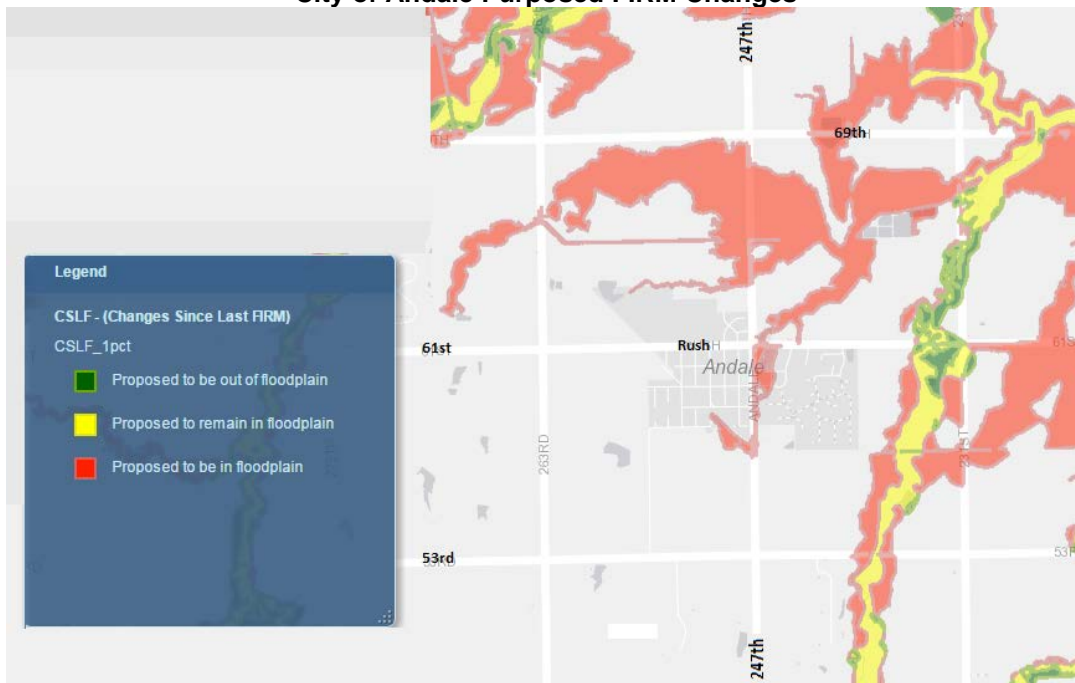 City of Andale Purposed FIRM Changes
247th
69th
Legend
CSLF - (Changes Since Last FIRM)
CSLF_1pct
Proposed to be out of floodplain
Proposed to remain in floodplain
Proposed to be in floodplain
61st
Rush
Andale
ANDALE
263RD
231ST
53rd
53RD
247th